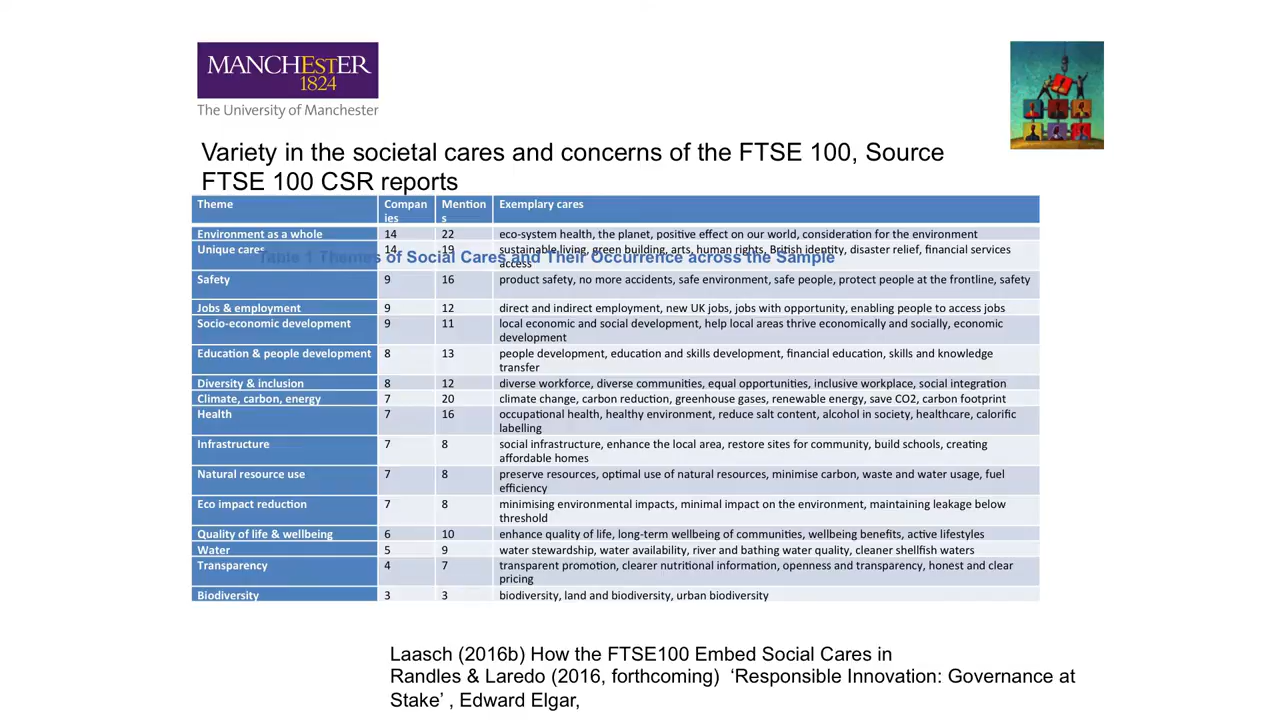 MANCHESTER
1824
The University of Manchester
Variety in the societal cares and concerns of the FTSE 100, Source
FTSE 100 CSR reports
Theme Compan Mention Exemplary cares
ies s
Environment as a whole 14 22 eco-system health, the planet, positive effect on our world, consideration for the environment
Unique cares 14 19 sustainable living, green building, arts, human rights, British identity, disaster relief, financial services
Table 1 Themes of Social Cares and Their Occurrence across the Sample
access
Safety 9 16 product safety, no more accidents, safe environment, safe people, protect people at the frontline, safety
Jobs & employment 9 12 direct and indirect employment, new UK jobs, jobs with opportunity, enabling people to access jobs
Socio-economic development 9 11 local economic and social development, help local areas thrive economically and socially, economic
development
Education & people development 8 13 people development, education and skills development, financial education, skills and knowledge
transfer
Diversity & inclusion 8 12 diverse workforce, diverse communities, equal opportunities, inclusive workplace, social integration
Climate, carbon, energy 7 20 climate change, carbon reduction, greenhouse gases, renewable energy, save CO2, carbon footprint
Health 7 16 occupational health, healthy environment, reduce salt content, alcohol in society, healthcare, calorific
labelling
Infrastructure 7 8 social infrastructure, enhance the local area, restore sites for community, build schools, creating
affordable homes
Natural resource use 7 8 preserve resources, optimal use of natural resources, minimise carbon, waste and water usage, fuel
efficiency
Eco impact reduction 7 8 minimising environmental impacts, minimal impact on the environment, maintaining leakage below
threshold
Quality of life & wellbeing 6 10 enhance quality of life, long-term wellbeing of communities, wellbeing benefits, active lifestyles
Water 5 9 water stewardship, water availability, river and bathing water quality, cleaner shellfish waters
Transparency 4 7 transparent promotion, clearer nutritional information, openness and transparency, honest and clear
pricing
Biodiversity 3 3 biodiversity, land and biodiversity, urban biodiversity
Laasch (2016b) How the FTSE100 Embed Social Cares in
Randles & Laredo (2016, forthcoming) ‘Responsible Innovation: Governance at
Stake’ , Edward Elgar,